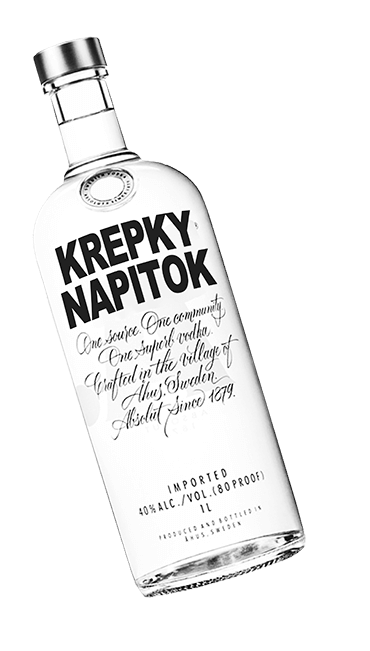 KREPKY
NAPITOK
One source One community
One superb vodka.
Crafted in the village of
Åhus, Sweden
Absolut since 1879.
IMPORTED
40% ALC./VOL. (80 PROOF)
1L
PRODUCED AND BOTTLED IN
ÅHUS, SWEDEN